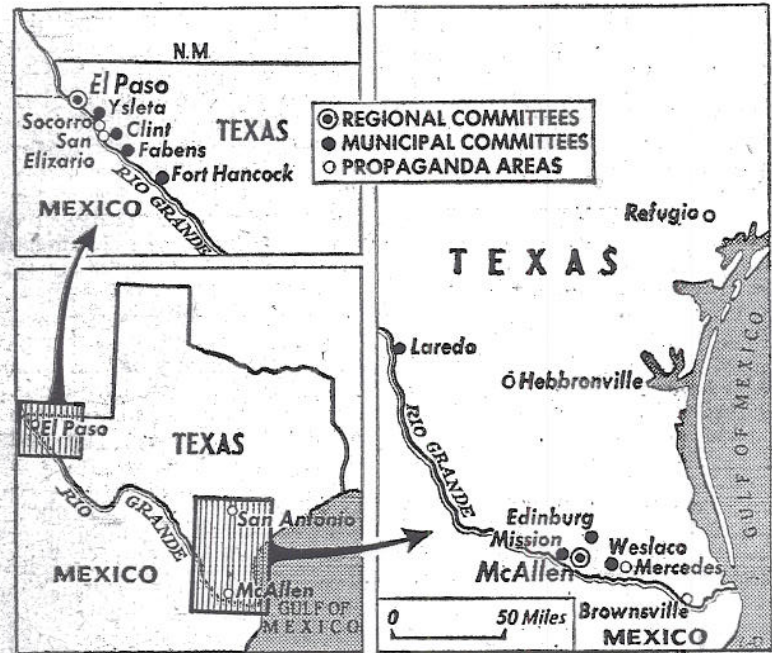 N.M.
El Paso
Ysleta
Socorro
Clint
San
Elizario
Fabens
TEXAS
Fort Hancock
RIO GRANDE
MEXICO
REGIONAL COMMITTEES
MUNICIPAL COMMITTEES
PROPAGANDA AREAS
El Paso
TEXAS
RIO GRANDE
San Antonio
MEXICO
McAllen
GULF OF
MEXICO
Refugio
TEXAS
Laredo
Hebbronville
RIO GRANDE
GULF OF MEXICO
Edinburg
Mission
McAllen
Weslaco
Mercedes
Brownsville
0 50 Miles
MEXICO